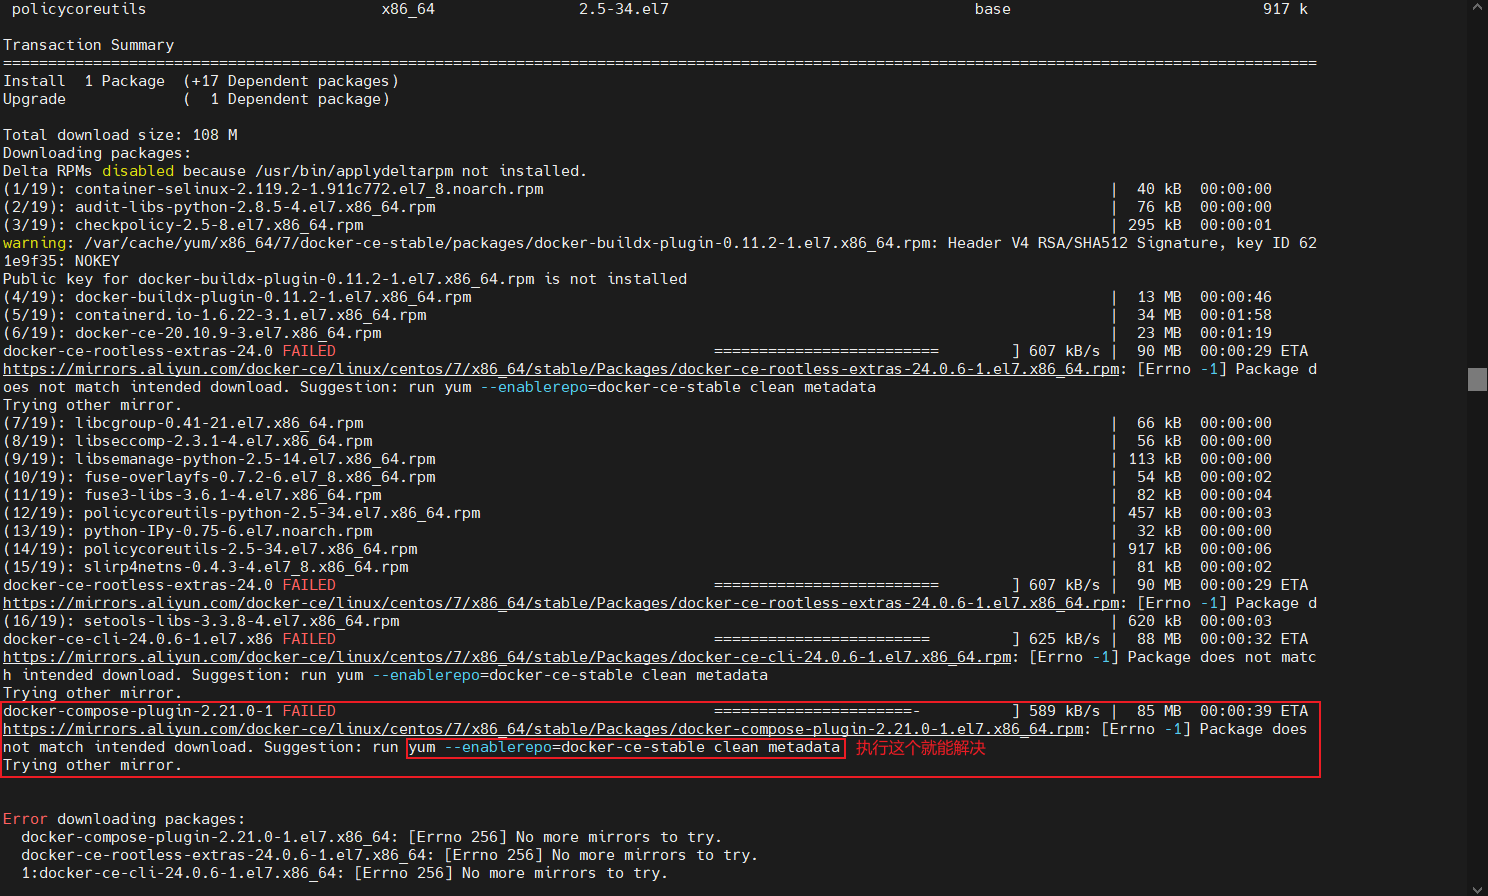 policycoreutils x86_64 2.5-34.el7 base 917 k
Transaction Summary
==================================================================================================================================================
Install  1 Package  (+17 Dependent packages)
Upgrade             (  1 Dependent package)
Total download size: 108 M
Downloading packages:
Delta RPMs disabled because /usr/bin/applydeltarpm not installed.
(1/19): container-selinux-2.119.2-1.911c772.el7_8.noarch.rpm | 40 kB 00:00:00
(2/19): audit-libs-python-2.8.5-4.el7.x86_64.rpm | 76 kB 00:00:00
(3/19): checkpolicy-2.5-8.el7.x86_64.rpm | 295 kB 00:00:01
warning: /var/cache/yum/x86_64/7/docker-ce-stable/packages/docker-buildx-plugin-0.11.2-1.el7.x86_64.rpm: Header V4 RSA/SHA512 Signature, key ID 62
1e9f35: NOKEY
Public key for docker-buildx-plugin-0.11.2-1.el7.x86_64.rpm is not installed
(4/19): docker-buildx-plugin-0.11.2-1.el7.x86_64.rpm | 13 MB 00:00:46
(5/19): containerd.io-1.6.22-3.1.el7.x86_64.rpm | 34 MB 00:01:58
(6/19): docker-ce-20.10.9-3.el7.x86_64.rpm | 23 MB 00:01:19
docker-ce-rootless-extras-24.0 FAILED ========================= ] 607 kB/s | 90 MB 00:00:29 ETA
https://mirrors.aliyun.com/docker-ce/linux/centos/7/x86_64/stable/Packages/docker-ce-rootless-extras-24.0.6-1.el7.x86_64.rpm: [Errno -1] Package d
oes not match intended download. Suggestion: run yum --enablerepo=docker-ce-stable clean metadata
Trying other mirror.
(7/19): libcgroup-0.41-21.el7.x86_64.rpm | 66 kB 00:00:00
(8/19): libseccomp-2.3.1-4.el7.x86_64.rpm | 56 kB 00:00:00
(9/19): libsemanage-python-2.5-14.el7.x86_64.rpm | 113 kB 00:00:00
(10/19): fuse-overlayfs-0.7.2-6.el7_8.x86_64.rpm | 54 kB 00:00:02
(11/19): fuse3-libs-3.6.1-4.el7.x86_64.rpm | 82 kB 00:00:04
(12/19): policycoreutils-python-2.5-34.el7.x86_64.rpm | 457 kB 00:00:03
(13/19): python-IPy-0.75-6.el7.noarch.rpm | 32 kB 00:00:00
(14/19): policycoreutils-2.5-34.el7.x86_64.rpm | 917 kB 00:00:06
(15/19): slirp4netns-0.4.3-4.el7_8.x86_64.rpm | 81 kB 00:00:02
docker-ce-rootless-extras-24.0 FAILED ========================= ] 607 kB/s | 90 MB 00:00:29 ETA
https://mirrors.aliyun.com/docker-ce/linux/centos/7/x86_64/stable/Packages/docker-ce-rootless-extras-24.0.6-1.el7.x86_64.rpm: [Errno -1] Package d
(16/19): setools-libs-3.3.8-4.el7.x86_64.rpm | 620 kB 00:00:03
docker-ce-cli-24.0.6-1.el7.x86 FAILED ======================== ] 625 kB/s | 88 MB 00:00:32 ETA
https://mirrors.aliyun.com/docker-ce/linux/centos/7/x86_64/stable/Packages/docker-ce-cli-24.0.6-1.el7.x86_64.rpm: [Errno -1] Package does not matc
h intended download. Suggestion: run yum --enablerepo=docker-ce-stable clean metadata
Trying other mirror.
docker-compose-plugin-2.21.0-1 FAILED ======================- ] 589 kB/s | 85 MB 00:00:39 ETA
https://mirrors.aliyun.com/docker-ce/linux/centos/7/x86_64/stable/Packages/docker-compose-plugin-2.21.0-1.el7.x86_64.rpm: [Errno -1] Package does
not match intended download. Suggestion: run yum --enablerepo=docker-ce-stable clean metadata 执行这个就能解决
Trying other mirror.
Error downloading packages:
docker-compose-plugin-2.21.0-1.el7.x86_64: [Errno 256] No more mirrors to try.
docker-ce-rootless-extras-24.0.6-1.el7.x86_64: [Errno 256] No more mirrors to try.
1:docker-ce-cli-24.0.6-1.el7.x86_64: [Errno 256] No more mirrors to try.